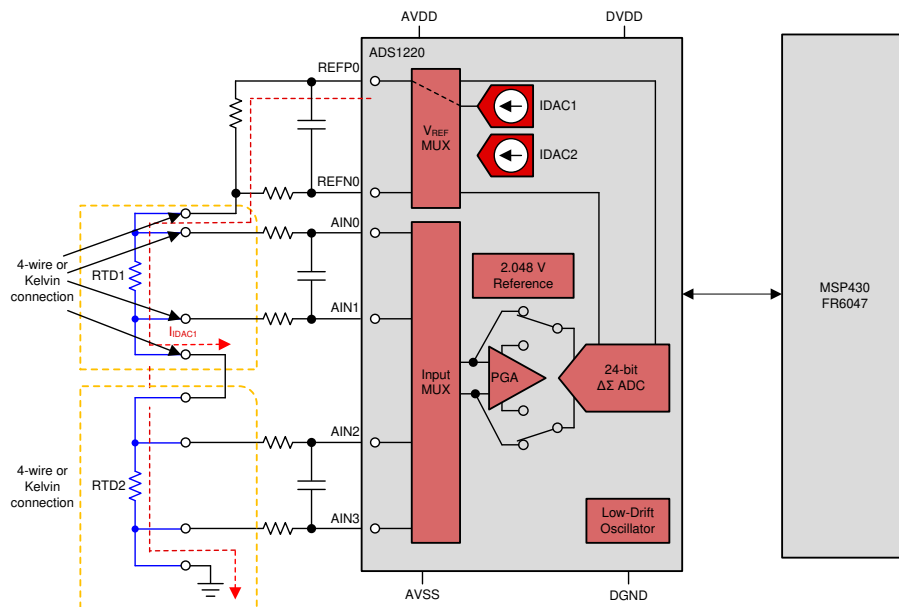 AVDD
DVDD
ADS1220
REFP0
IDAC1
VREF
MUX
IDAC2
REFN0
AIN0
4-wire or
Kelvin
connection
RTD1
2.048 V
Reference
MSP430
FR6047
AIN1
IIDAC1
Input
MUX
PGA
24-bit
ΔΣ ADC
AIN2
4-wire or
Kelvin
connection
RTD2
AIN3
Low-Drift
Oscillator
AVSS
DGND